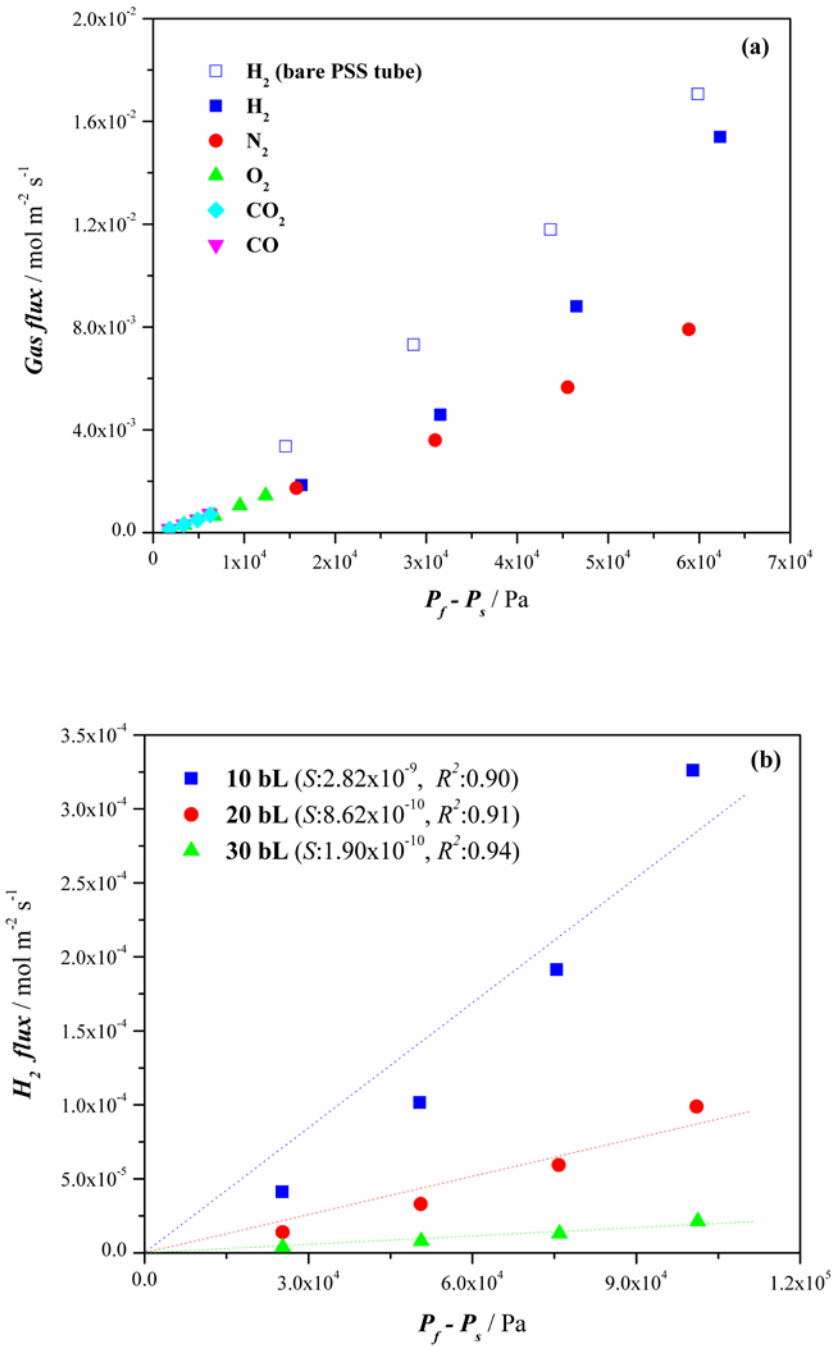 2.0x10⁻²
(a)
H₂ (bare PSS tube)
H₂
1.6x10⁻²
N₂
O₂
CO₂
1.2x10⁻²
CO
8.0x10⁻³
4.0x10⁻³
0.0
Gas flux / mol m⁻² s⁻¹
0 1x10⁴ 2x10⁴ 3x10⁴ 4x10⁴ 5x10⁴ 6x10⁴ 7x10⁴
P_f - P_s / Pa
3.5x10⁻⁴
(b)
10 bL (S:2.82x10⁻⁹, R²:0.90)
3.0x10⁻⁴
20 bL (S:8.62x10⁻¹⁰, R²:0.91)
30 bL (S:1.90x10⁻¹⁰, R²:0.94)
2.5x10⁻⁴
2.0x10⁻⁴
1.5x10⁻⁴
1.0x10⁻⁴
5.0x10⁻⁵
0.0
H₂ flux / mol m⁻² s⁻¹
0.0 3.0x10⁴ 6.0x10⁴ 9.0x10⁴ 1.2x10⁵
P_f - P_s / Pa